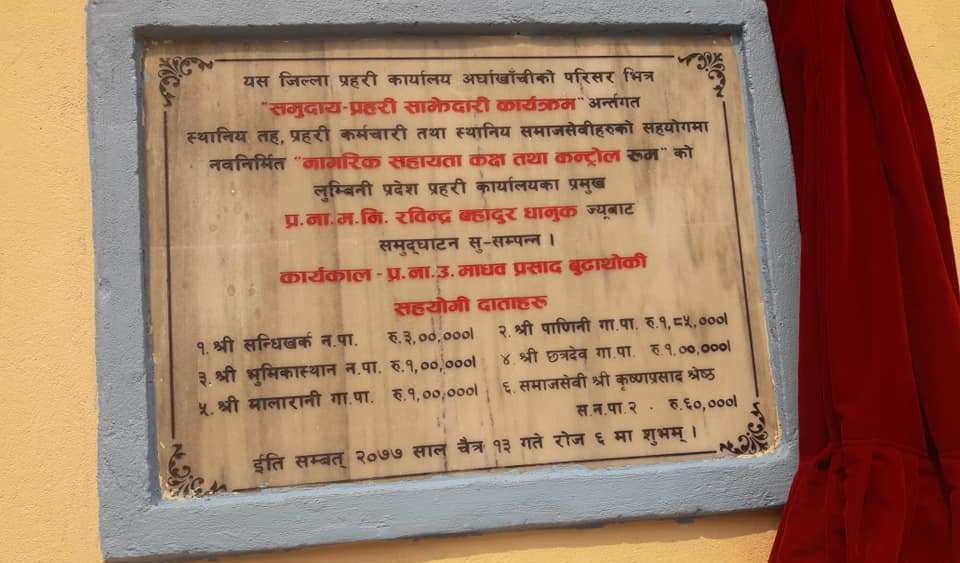 यस जिल्ला प्रहरी कार्यालय अर्घाखाँचीको परिसर भित्र
"समुदाय-प्रहरी साझेदारी कार्यक्रम" अर्न्तगत
स्थानिय तह, प्रहरी कर्मचारी तथा स्थानिय समाजसेवीहरुको सहयोगमा
नवनिर्मित "नागरिक सहायता कक्ष तथा कन्ट्रोल रूम" को
लुम्बिनी प्रदेश प्रहरी कार्यालयका प्रमुख
प्र.ना.म.नि. रविन्द्र बहादुर धानुक ज्यूबाट
समुद्घाटन सु-सम्पन्न ।
कार्यकाल - प्र.ना.उ. माधव प्रसाद बुढाथोकी
सहयोगी दाताहरु
१. श्री सन्धिखर्क न.पा. रु.३,००,०००। २. श्री पाणिनी गा.पा. रु.१,८५,०००।
३. श्री भुमिकास्थान न.पा. रु.१,००,०००। ४ श्री छत्रदेव गा.पा. रु.१,००,०००।
५. श्री मालारानी गा.पा. रु.१,००,०००। ६. समाजसेवी श्री कृष्णप्रसाद श्रेष्ठ
स.न.पा.२ - रु.६०,०००।
ईति सम्बत् २०७७ साल चैत्र १३ गते रोज ६ मा शुभम् ।